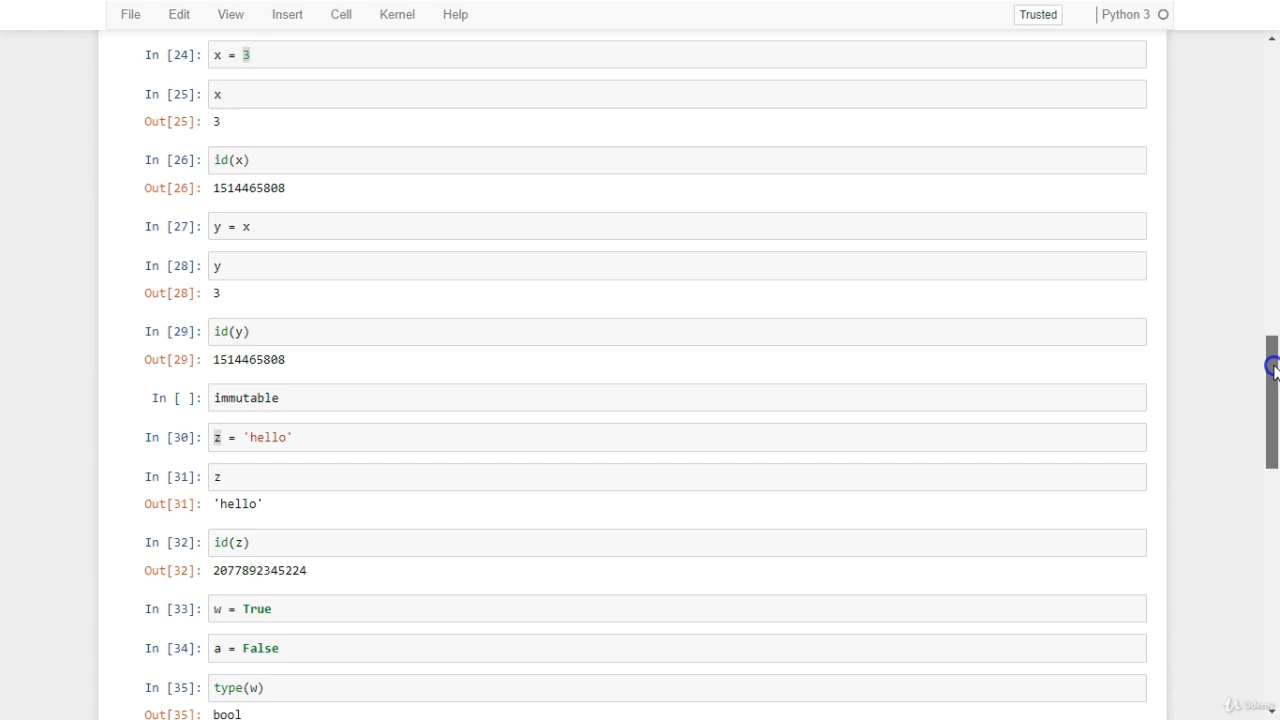 File Edit View Insert Cell Kernel Help Trusted Python 3
In [24]: x = 3
In [25]: x
Out[25]: 3
In [26]: id(x)
Out[26]: 1514465808
In [27]: y = x
In [28]: y
Out[28]: 3
In [29]: id(y)
Out[29]: 1514465808
In [ ]: immutable
In [30]: z = 'hello'
In [31]: z
Out[31]: 'hello'
In [32]: id(z)
Out[32]: 2077892345224
In [33]: w = True
In [34]: a = False
In [35]: type(w)
Out[35]: bool
Udemy